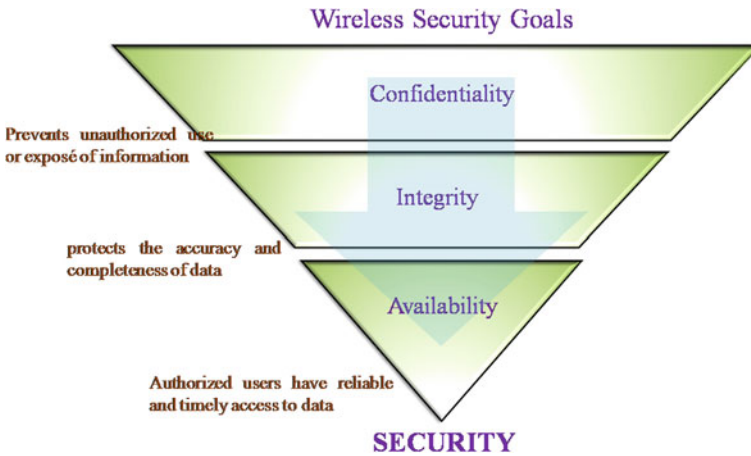 Wireless Security Goals
Confidentiality
Prevents unauthorized use
or exposé of information
Integrity
protects the accuracy and
completeness of data
Availability
Authorized users have reliable
and timely access to data
SECURITY